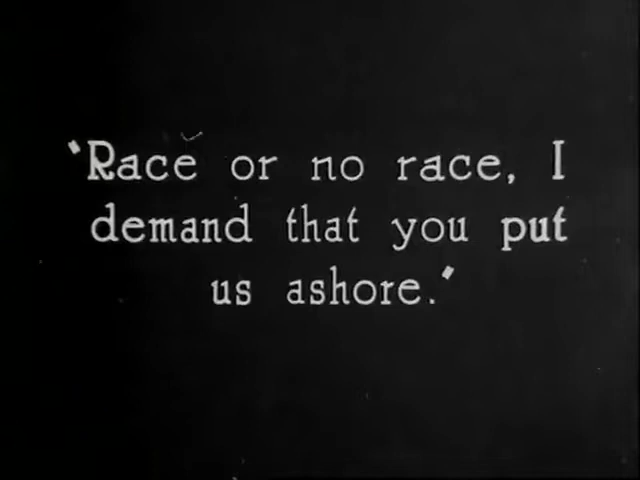 "Race or no race, I
demand that you put
us ashore."